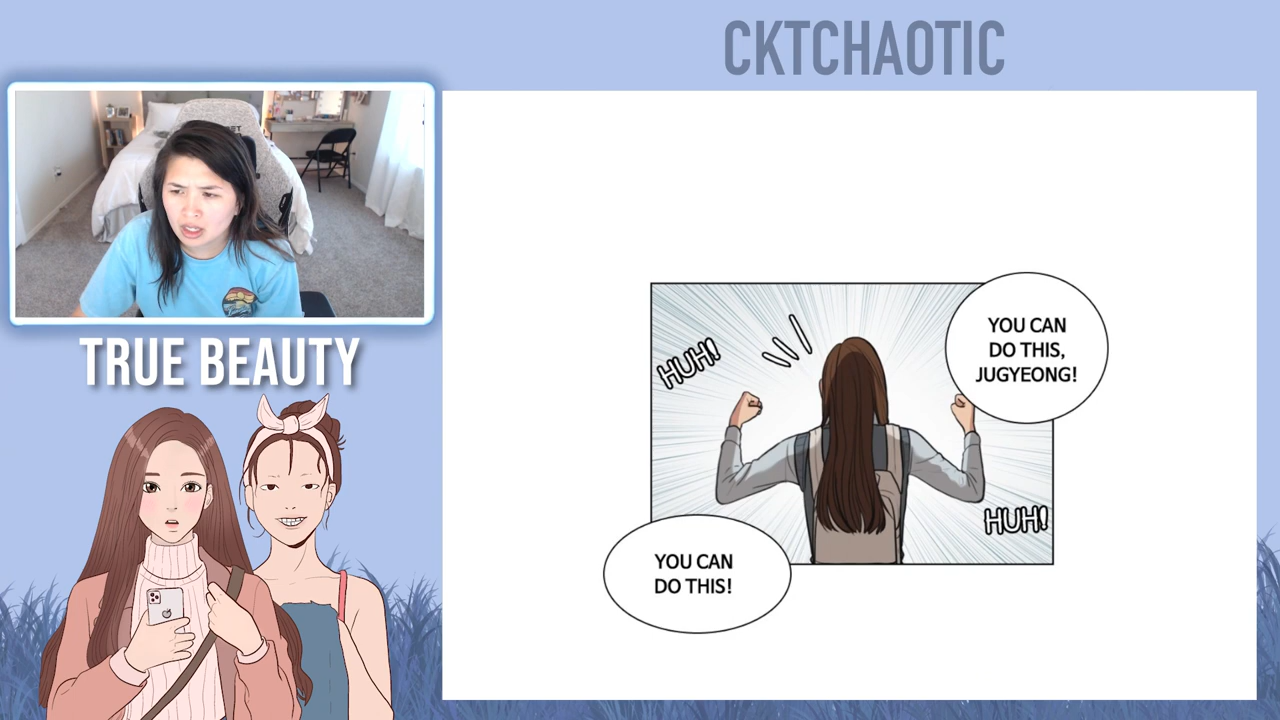 CKTCHAOTIC
TRUE BEAUTY
HUH!
YOU CAN
DO THIS,
JUGYEONG!
HUH!
YOU CAN
DO THIS!